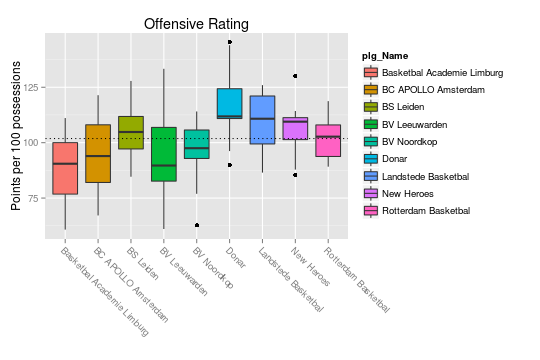 Offensive Rating
Points per 100 possessions
125
100
75
Basketbal Academie Limburg
BC APOLLO Amsterdam
BS Leiden
BV Leeuwarden
BV Noordkop
Donar
Landstede Basketbal
New Heroes
Rotterdam Basketbal
plg_Name
Basketbal Academie Limburg
BC APOLLO Amsterdam
BS Leiden
BV Leeuwarden
BV Noordkop
Donar
Landstede Basketbal
New Heroes
Rotterdam Basketbal